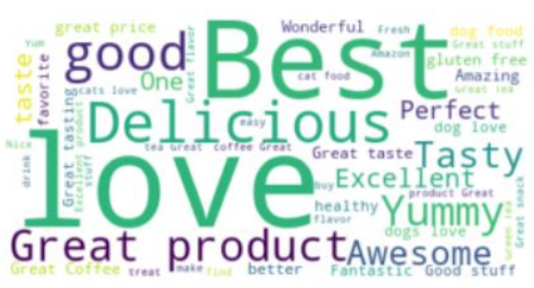 great price
Wonderful
Fresh
dog food
Yum
good
Best
Great stuff
Great flavor
Amazon
gluten free
taste
favorite
One
cat food
Amazing
cats love
Great tea
Great tasting
Excellent product
Delicious
Perfect
easy
dog love
Nice
love
tea Great
coffee Great
Great taste
Tasty
drink
stuff
Excellent
buy
product Great
Great snack
healthy
Yummy
Green tea
flavor
dogs love
Great product
Awesome
Great Coffee
treat
make
find
better
Fantastic
Good stuff